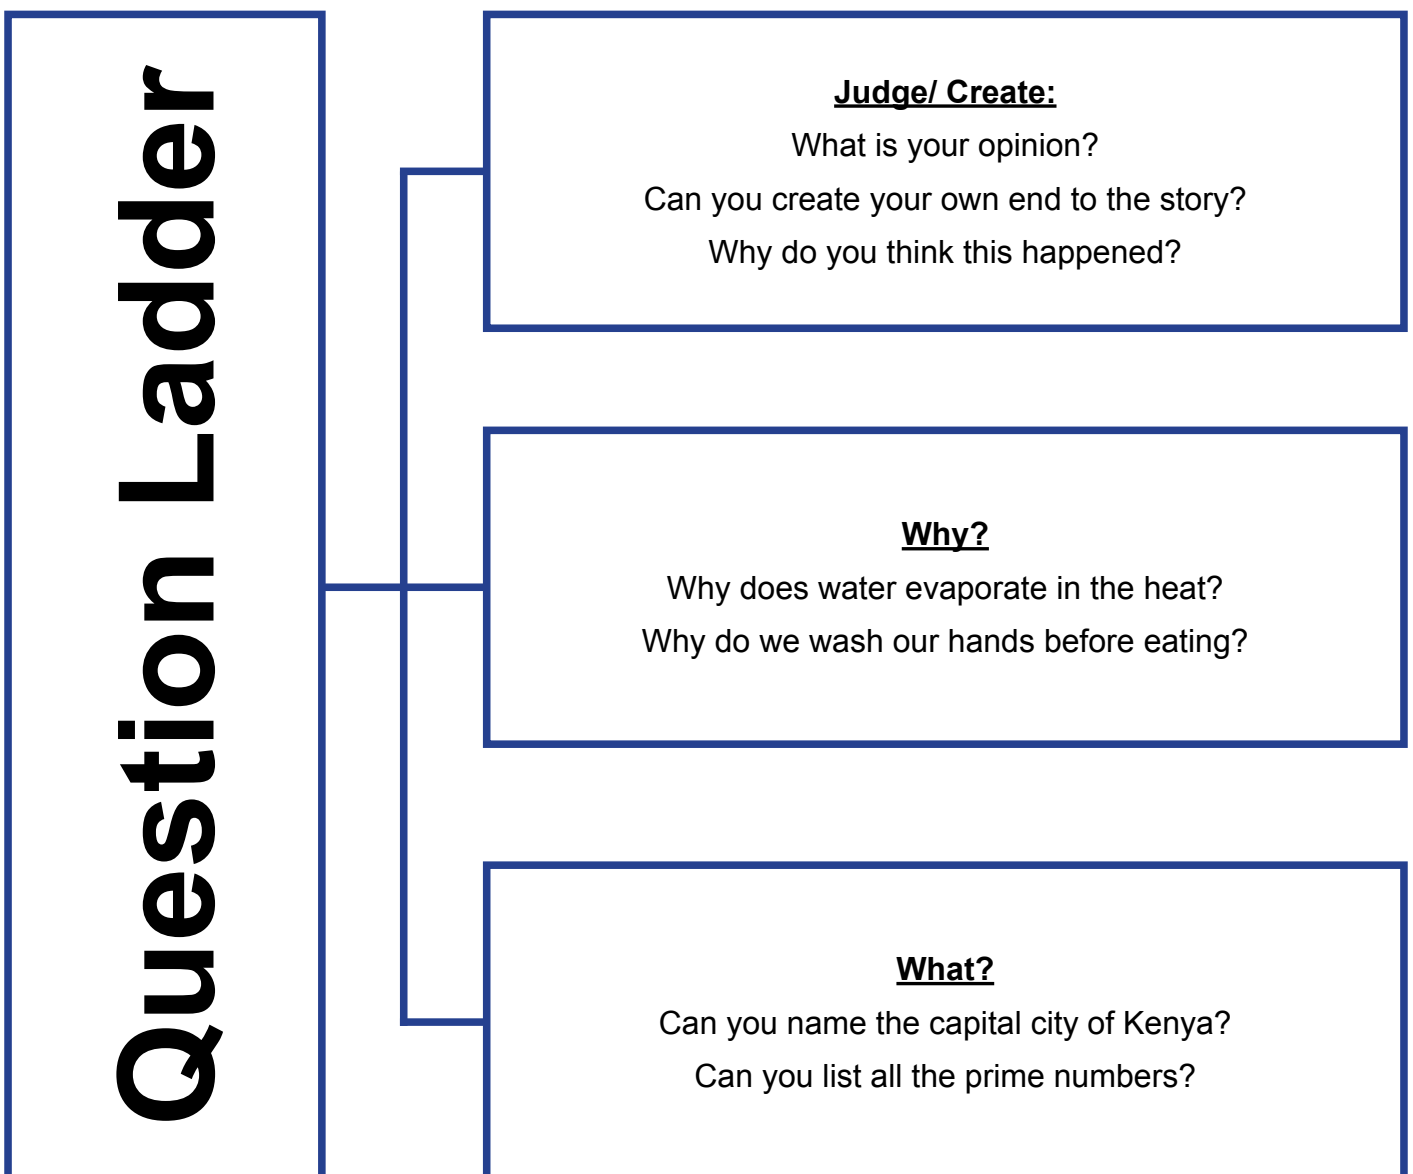 Question Ladder
Judge/ Create:
What is your opinion?
Can you create your own end to the story?
Why do you think this happened?
Why?
Why does water evaporate in the heat?
Why do we wash our hands before eating?
What?
Can you name the capital city of Kenya?
Can you list all the prime numbers?